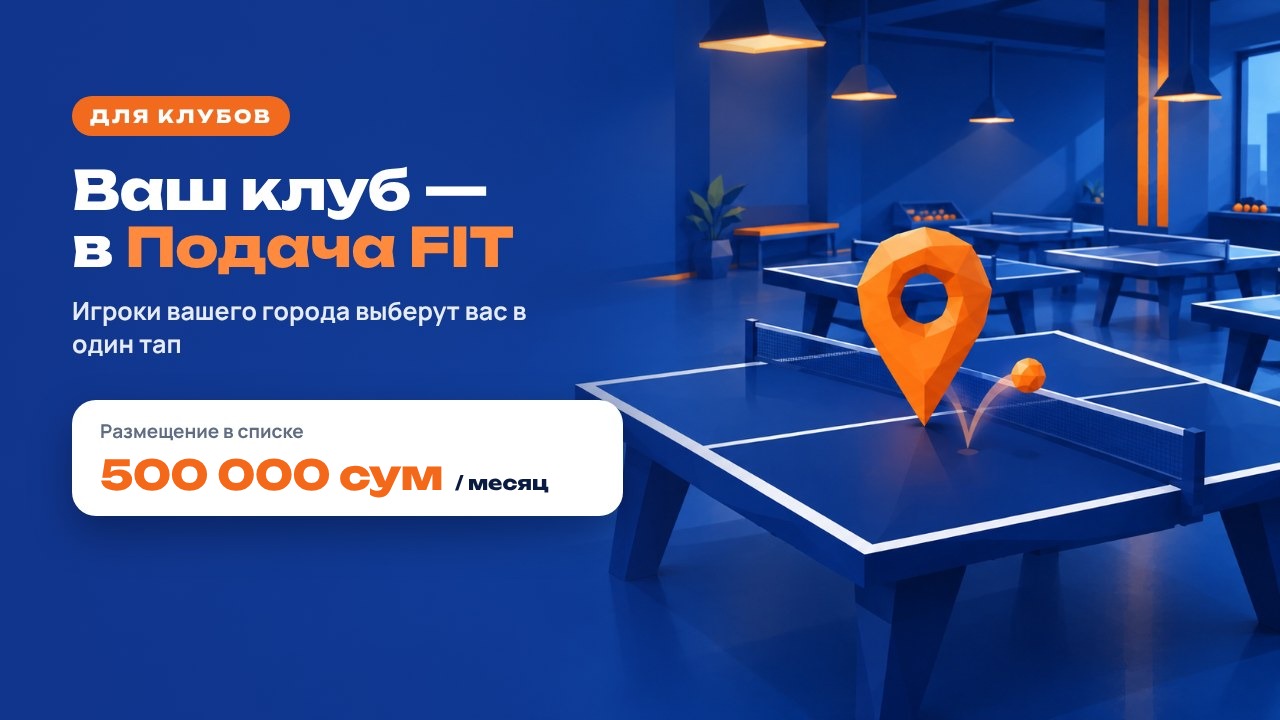 ДЛЯ КЛУБОВ
Ваш клуб —
в Подача FIT
Игроки вашего города выберут вас в
один тап
Размещение в списке
500 000 сум / месяц